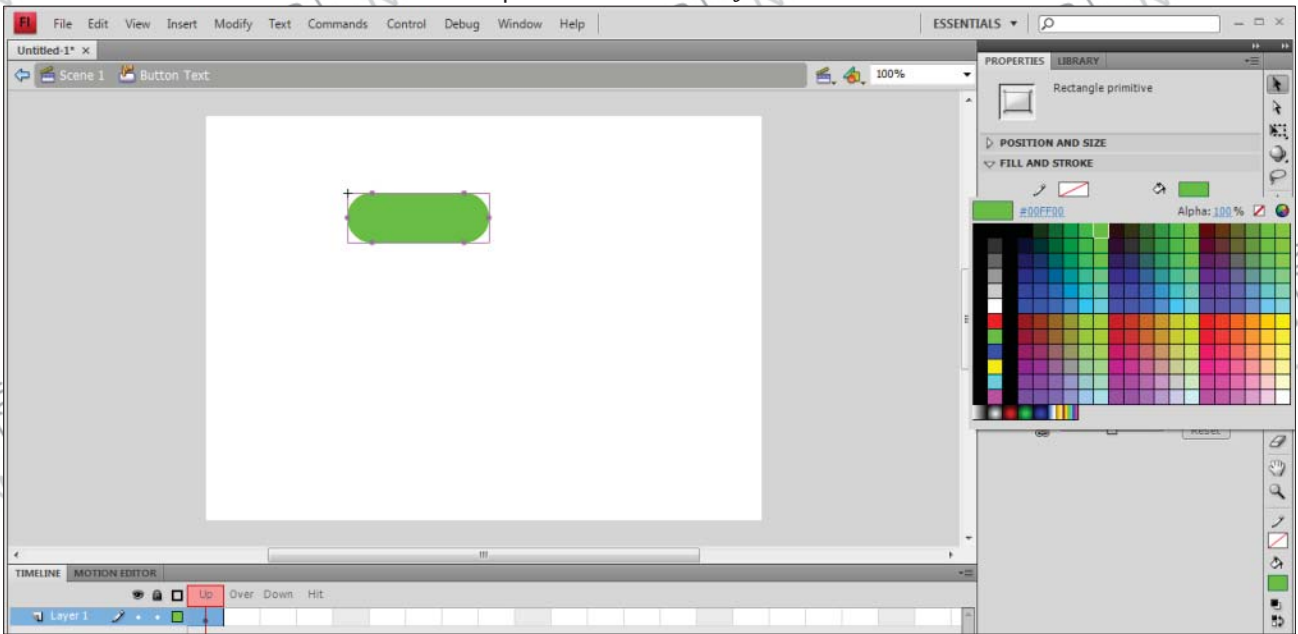 FL File Edit View Insert Modify Text Commands Control Debug Window Help ESSENTIALS
Untitled-1* ×
Scene 1 Button Text 100%
PROPERTIES LIBRARY
Rectangle primitive
POSITION AND SIZE
FILL AND STROKE
#00FF00 Alpha: 100 %
Reset
TIMELINE MOTION EDITOR
Up Over Down Hit
Layer 1